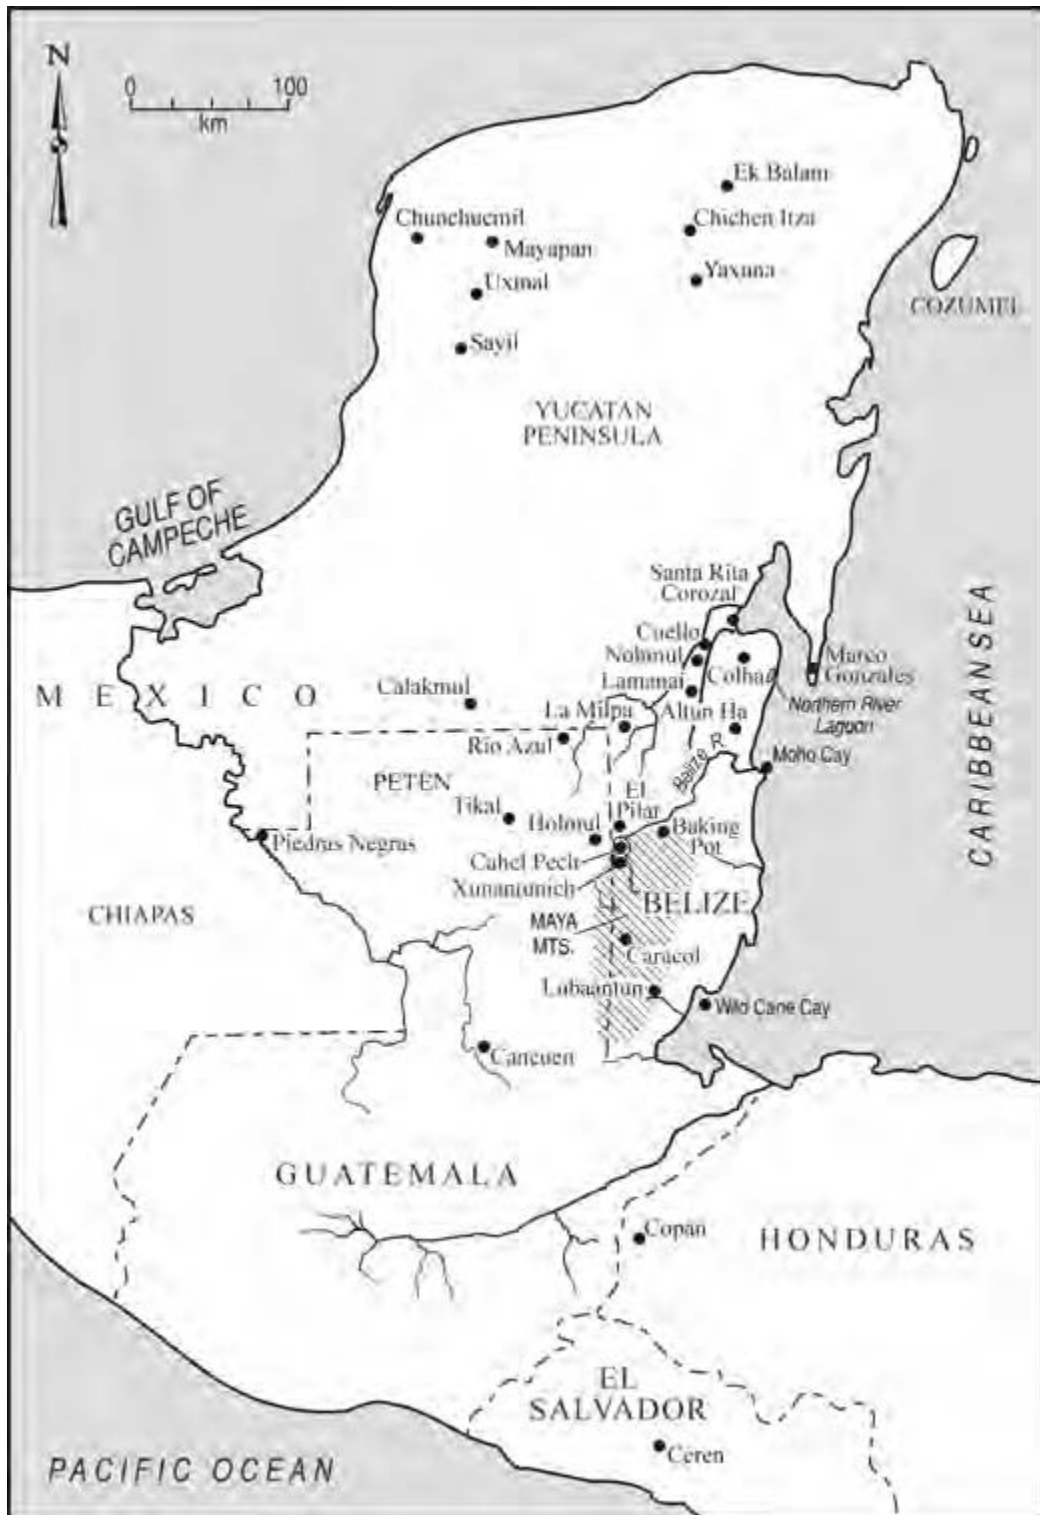 N
0 100
km
Ek Balam
Chunchucmil
Chichen Itza
Mayapan
Uxmal
Yaxuna
COZUMEL
Sayil
YUCATAN
PENINSULA
GULF OF
CAMPECHE
Santa Rita
Corozal
Cuello
Nohmul
Colha
Marco
Gonzales
MEXICO
Calakmul
Lamanai
Northern River
Lagoon
La Milpa
Altun Ha
Rio Azul
Moho Cay
Belize R.
PETEN
EL
Pilar
Tikal
Holmul
Baking
Pot
Piedras Negras
Cahel Pech
Xunantunich
BELIZE
CHIAPAS
MAYA
MTS.
Caracol
Lubaantun
Wild Cane Cay
CARIBBEAN SEA
Cancuen
GUATEMALA
Copan
HONDURAS
EL
SALVADOR
Ceren
PACIFIC OCEAN